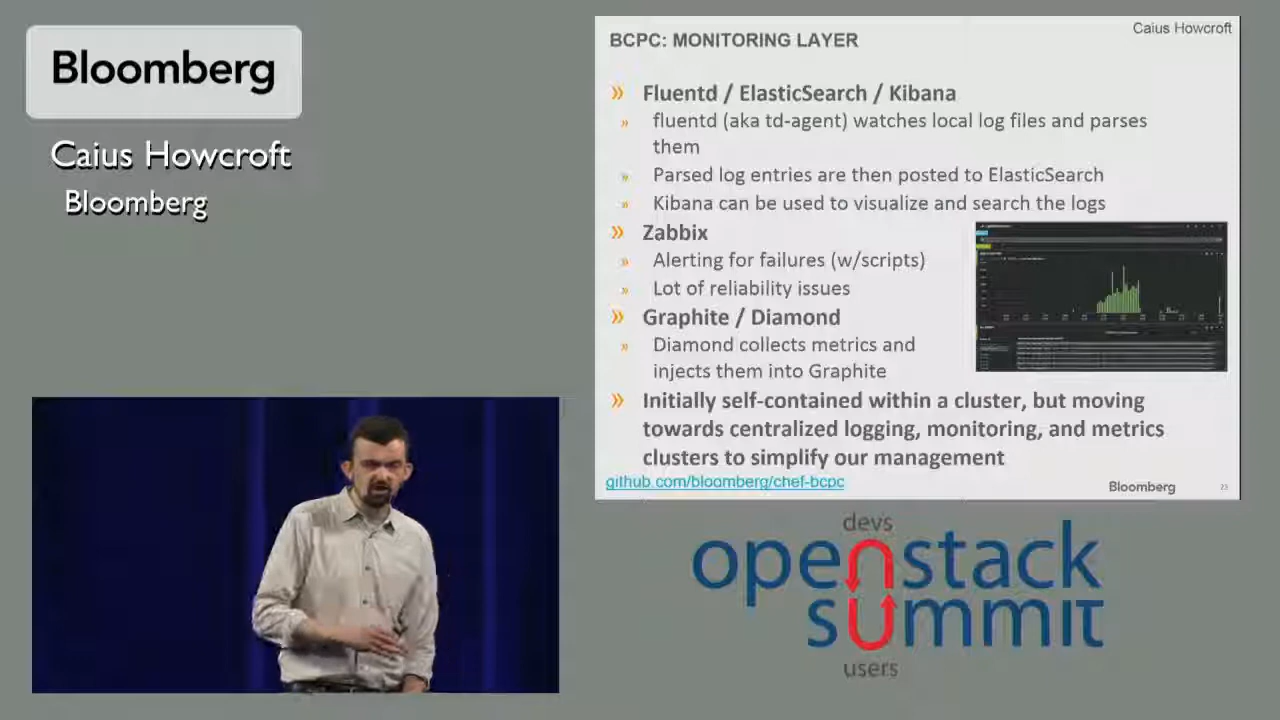 Bloomberg
Caius Howcroft
Bloomberg
Caius Howcroft
BCPC: MONITORING LAYER
» Fluentd / ElasticSearch / Kibana
» fluentd (aka td-agent) watches local log files and parses
them
» Parsed log entries are then posted to ElasticSearch
» Kibana can be used to visualize and search the logs
» Zabbix
» Alerting for failures (w/scripts)
» Lot of reliability issues
» Graphite / Diamond
» Diamond collects metrics and
injects them into Graphite
» Initially self-contained within a cluster, but moving
towards centralized logging, monitoring, and metrics
clusters to simplify our management
github.com/bloomberg/chef-bcpc
Bloomberg
23
devs
openstack
summit
users